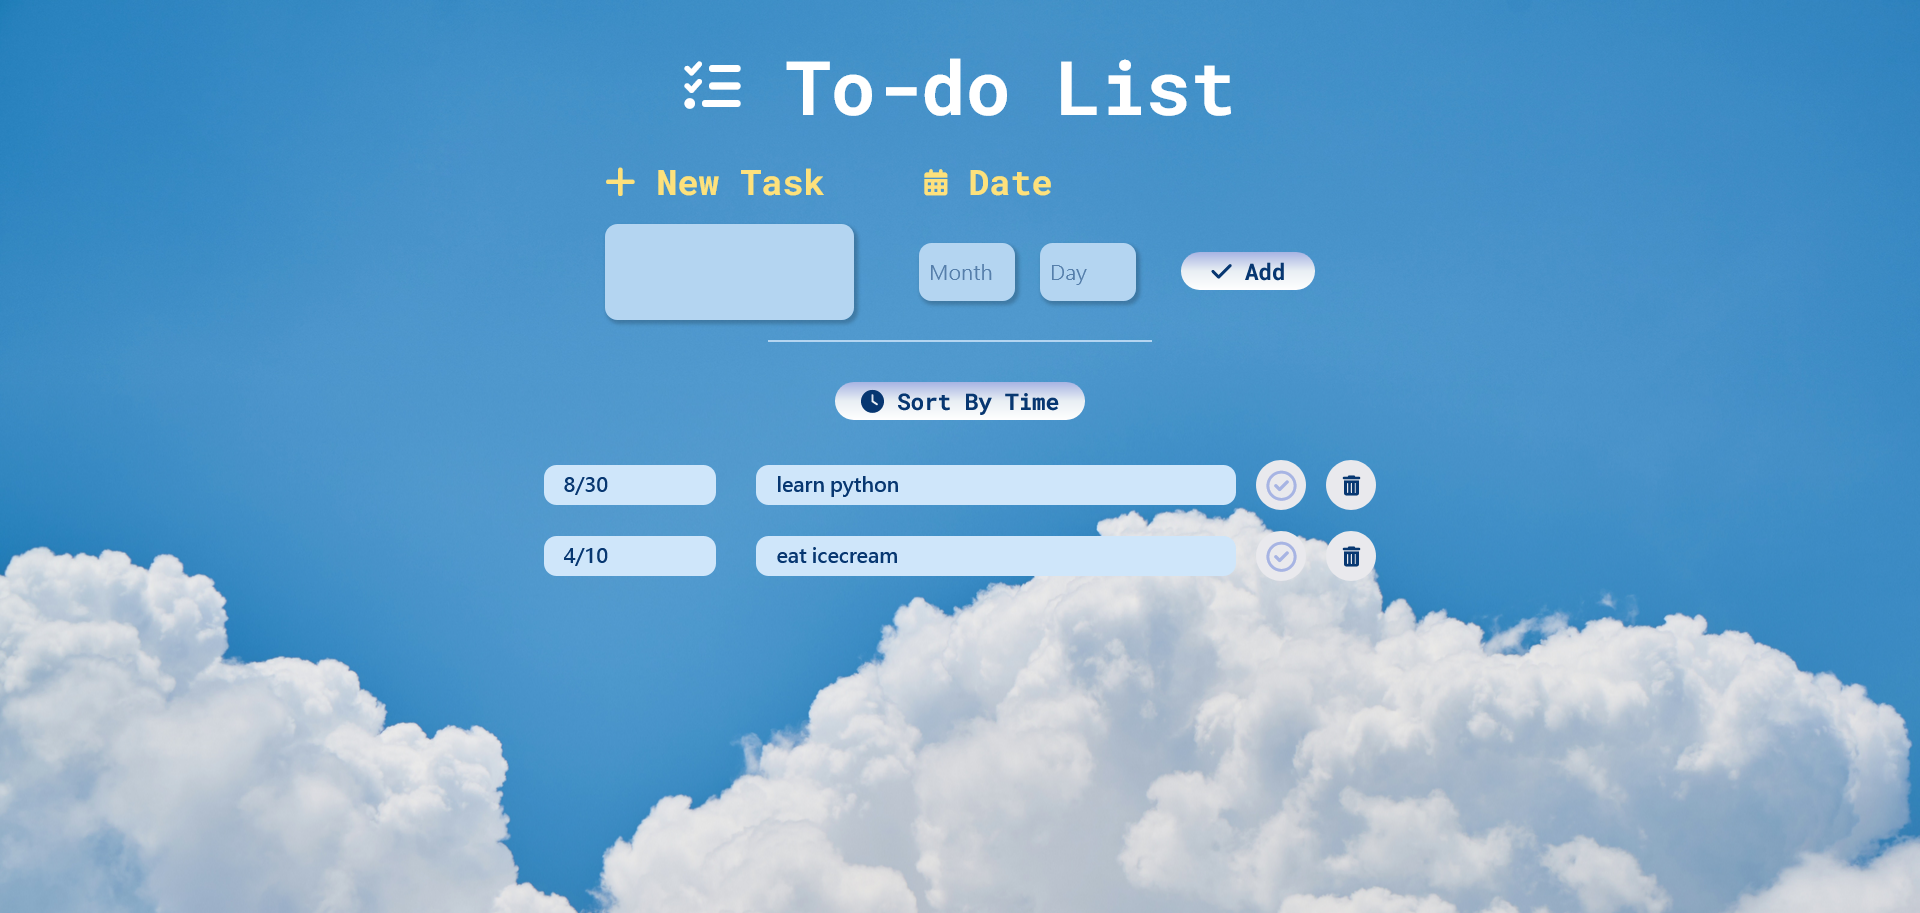 To-do List
New Task Date
Month Day Add
Sort By Time
8/30 learn python
4/10 eat icecream